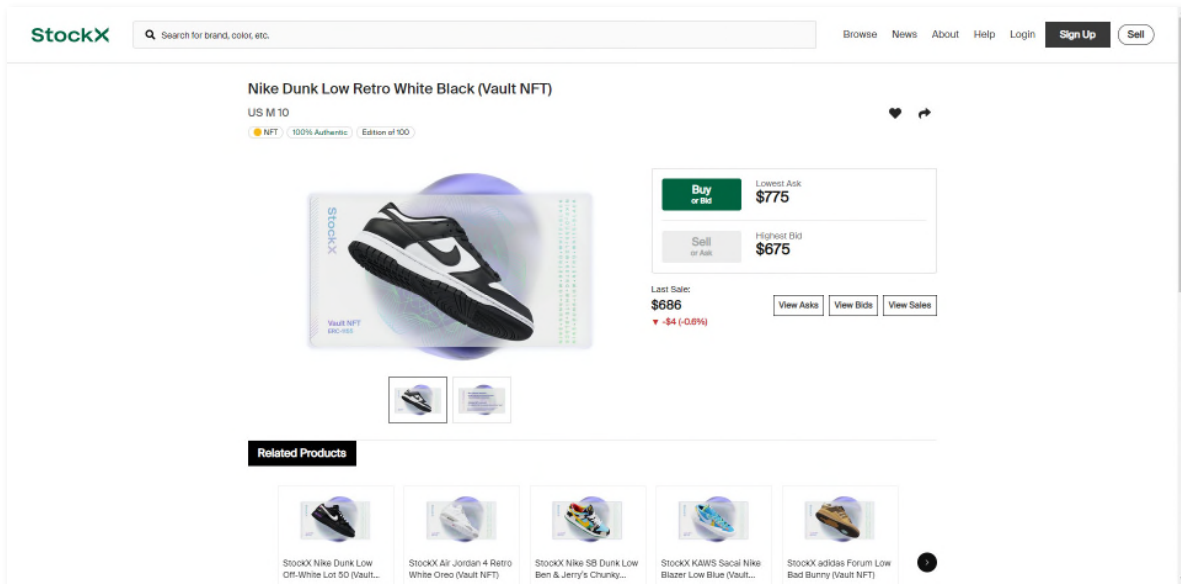 StockX
Search for brand, color, etc.
Browse News About Help Login Sign Up Sell
Nike Dunk Low Retro White Black (Vault NFT)
US M 10
NFT 100% Authentic Edition of 100
StockX
Vault NFT
ERC-1155
Buy
or Bid
Lowest Ask
$775
Sell
or Ask
Highest Bid
$675
Last Sale:
$686
▼ -$4 (-0.6%)
View Asks View Bids View Sales
Related Products
StockX Nike Dunk Low
Off-White Lot 50 (Vault...
StockX Air Jordan 4 Retro
White Oreo (Vault NFT)
StockX Nike SB Dunk Low
Ben & Jerry's Chunky...
StockX KAWS Sacai Nike
Blazer Low Blue (Vault...
StockX adidas Forum Low
Bad Bunny (Vault NFT)